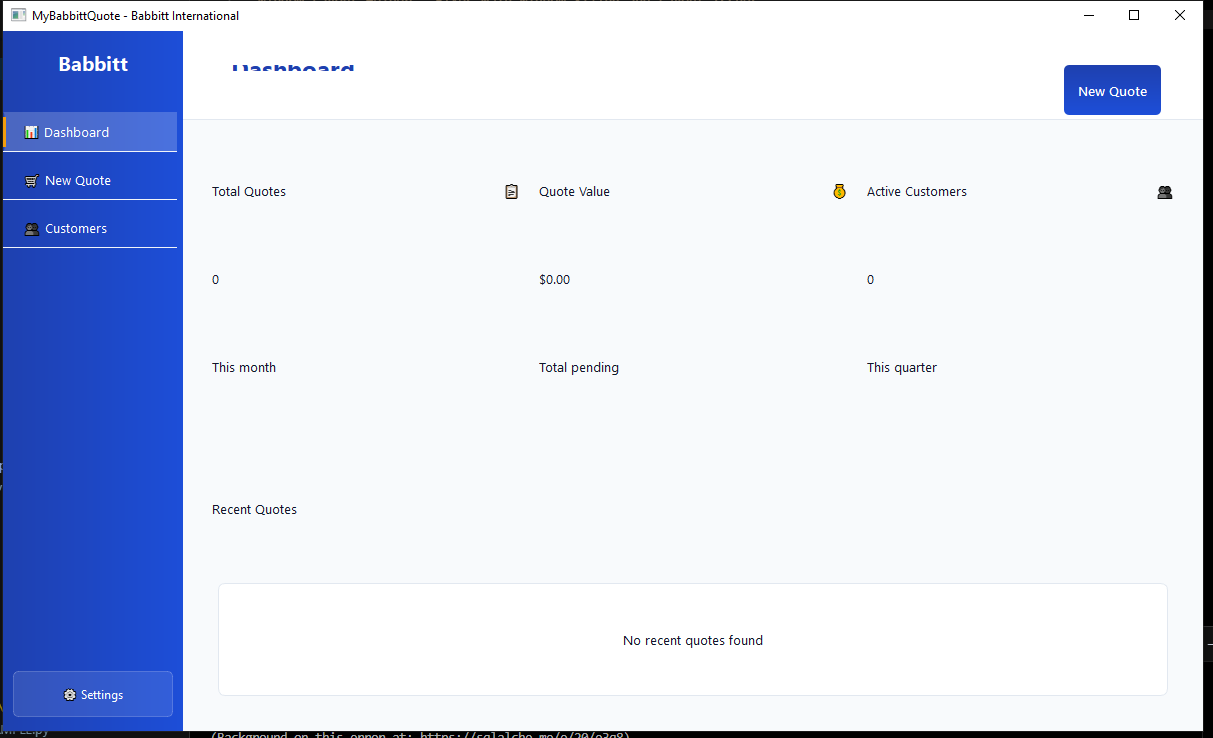 MyBabbittQuote - Babbitt International
Babbitt
Dashboard
New Quote
Customers
Settings
Dashboard
New Quote
Total Quotes
0
This month
Quote Value
$0.00
Total pending
Active Customers
0
This quarter
Recent Quotes
No recent quotes found
(Background on this error at: https://sqlalche.me/e/20/e3q8)